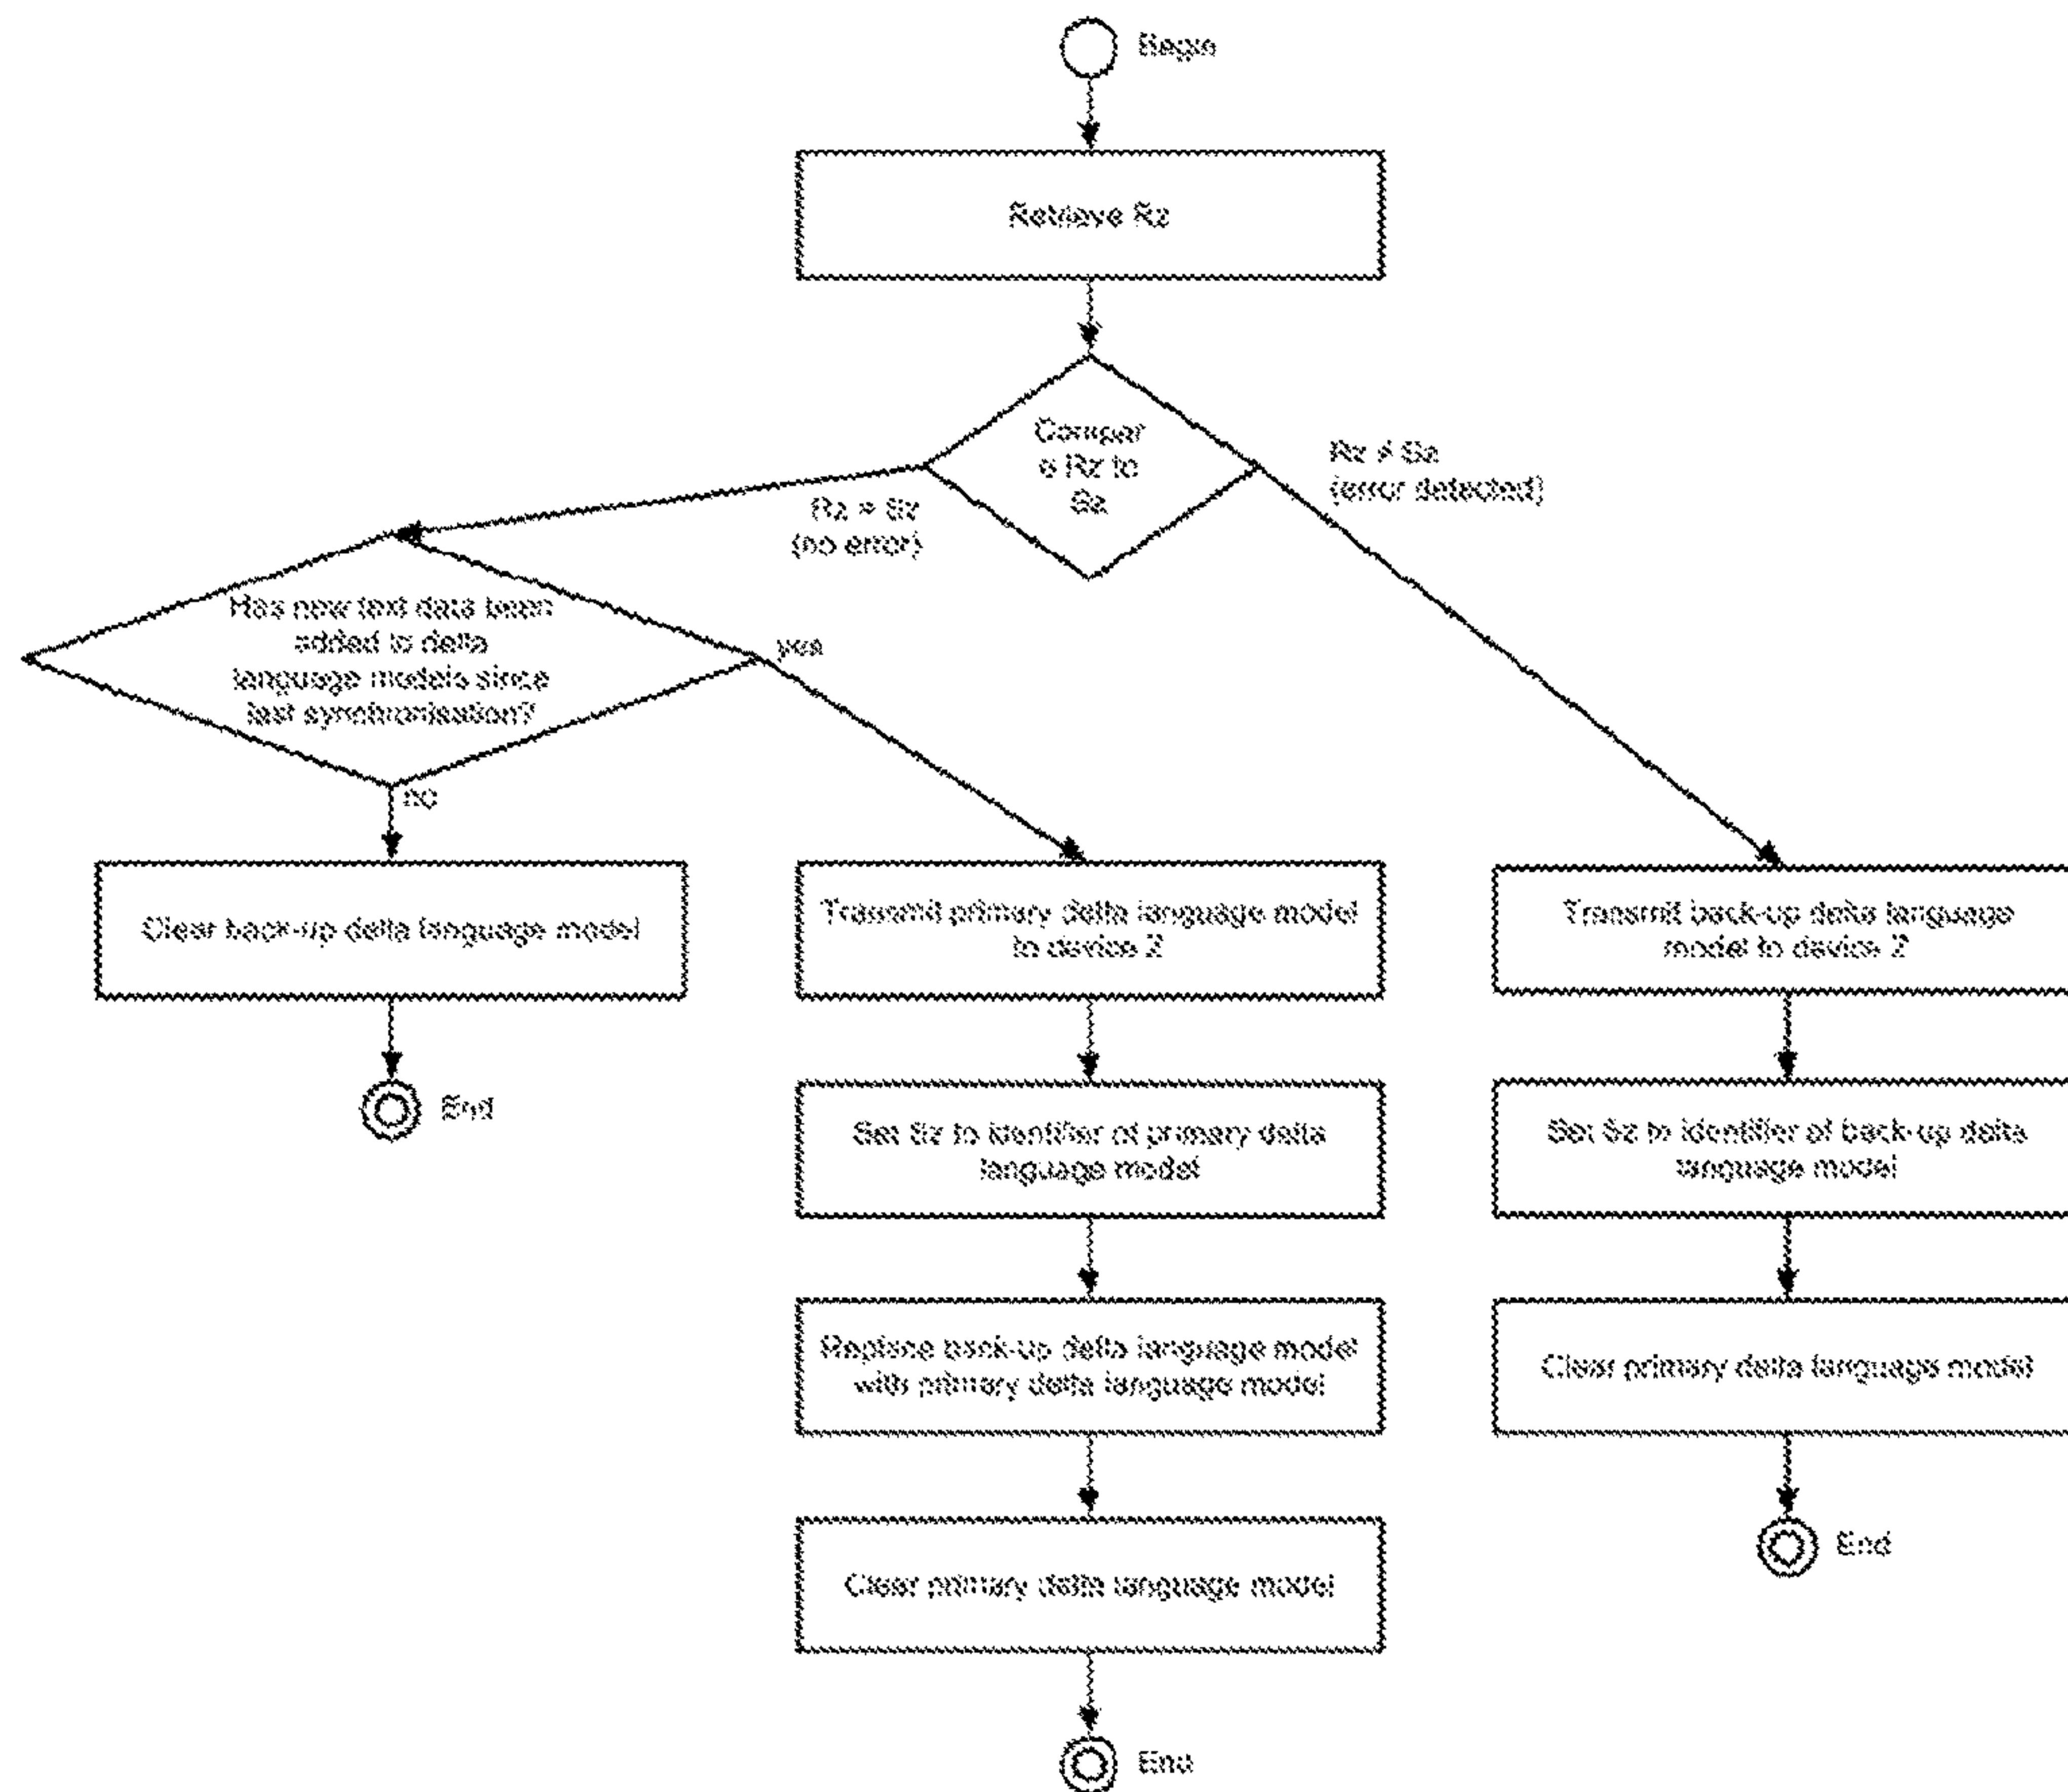 Begin
Retrieve Rz
Compar
e Rz to
Sz
Rz ≠ Sz
(error detected)
Rz = Sz
(no error)
Has new text data been
added to delta
language models since
last synchronisation?
yes
no
Clear back-up delta language model
Transmit primary delta language model
to device Z
Transmit back-up delta language
model to device Z
End
Set Sz to identifier of primary delta
language model
Set Sz to identifier of back-up delta
language model
Replace back-up delta language model
with primary delta language model
Clear primary delta language model
Clear primary delta language model
End
End